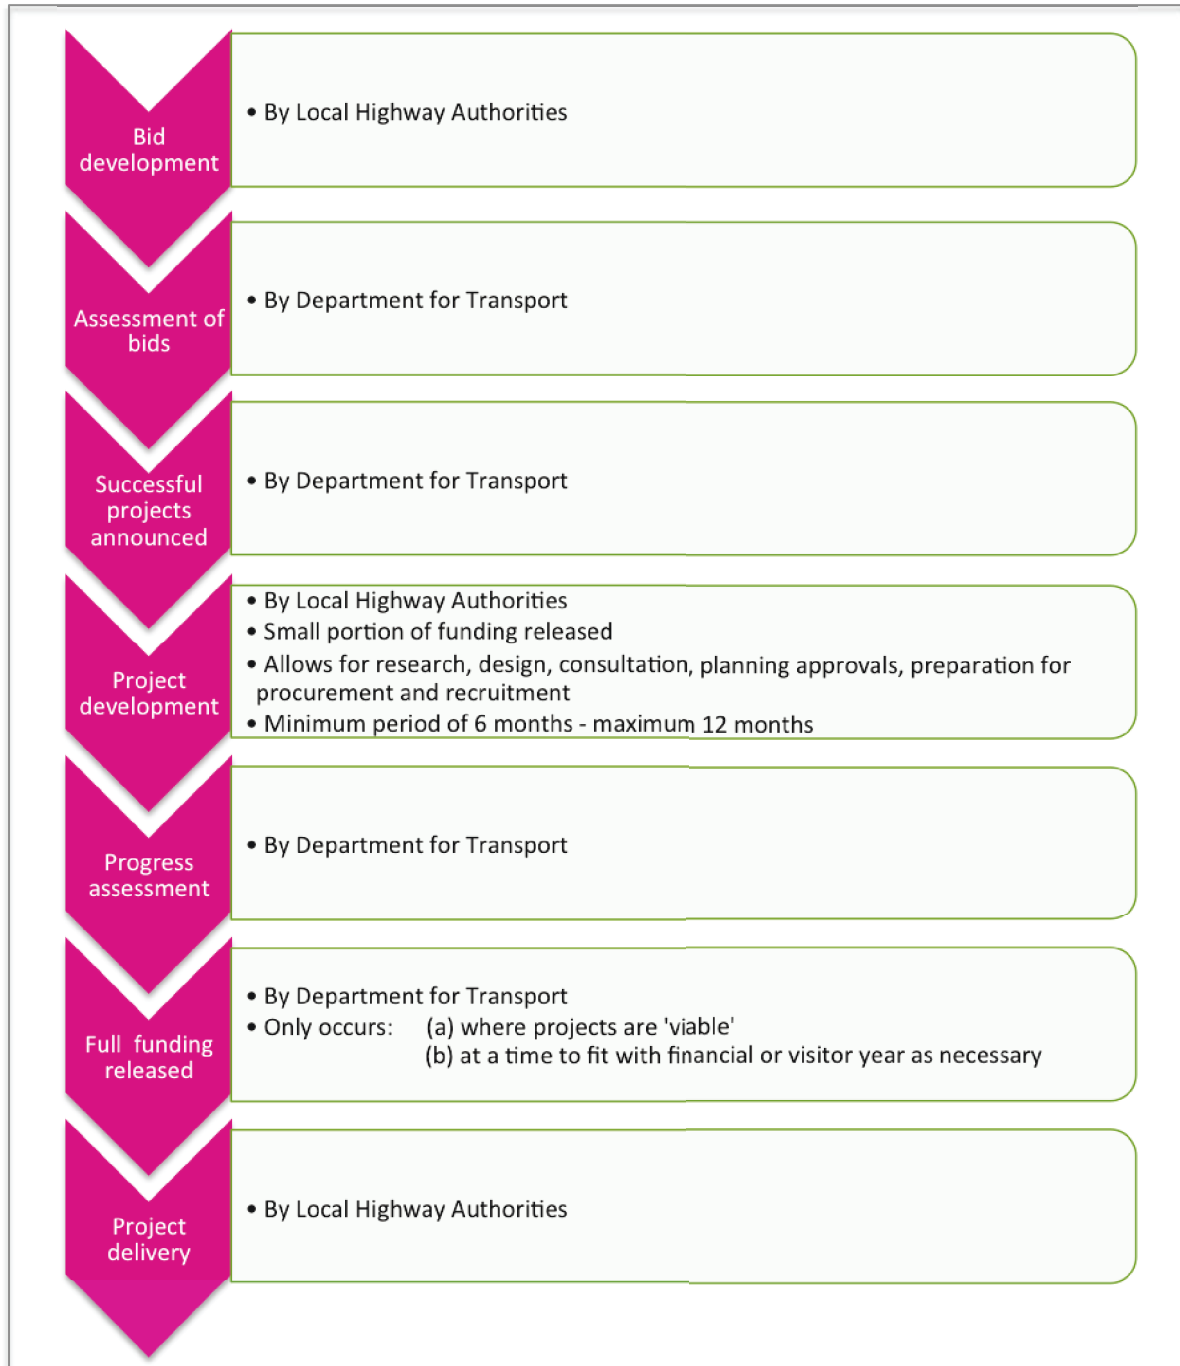 Bid
development
• By Local Highway Authorities
Assessment of
bids
• By Department for Transport
Successful
projects
announced
• By Department for Transport
Project
development
• By Local Highway Authorities
• Small portion of funding released
• Allows for research, design, consultation, planning approvals, preparation for
procurement and recruitment
• Minimum period of 6 months - maximum 12 months
Progress
assessment
• By Department for Transport
Full funding
released
• By Department for Transport
• Only occurs: (a) where projects are 'viable'
(b) at a time to fit with financial or visitor year as necessary
Project
delivery
• By Local Highway Authorities